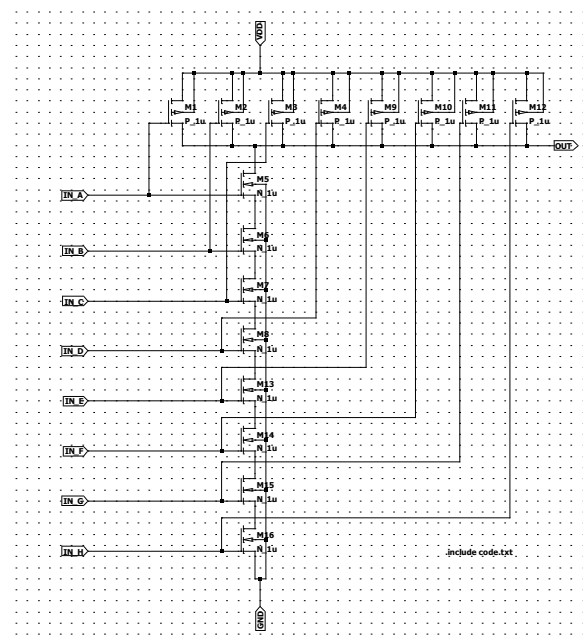 VDD
M1 M2 M3 M4 M9 M10 M11 M12
P_1u P_1u P_1u P_1u P_1u P_1u P_1u P_1u
OUT
M5
IN_A N_1u
M6
IN_B N_1u
M7
IN_C N_1u
M8
IN_D N_1u
M13
IN_E N_1u
M14
IN_F N_1u
M15
IN_G N_1u
M16
IN_H N_1u
.include code.txt
GND